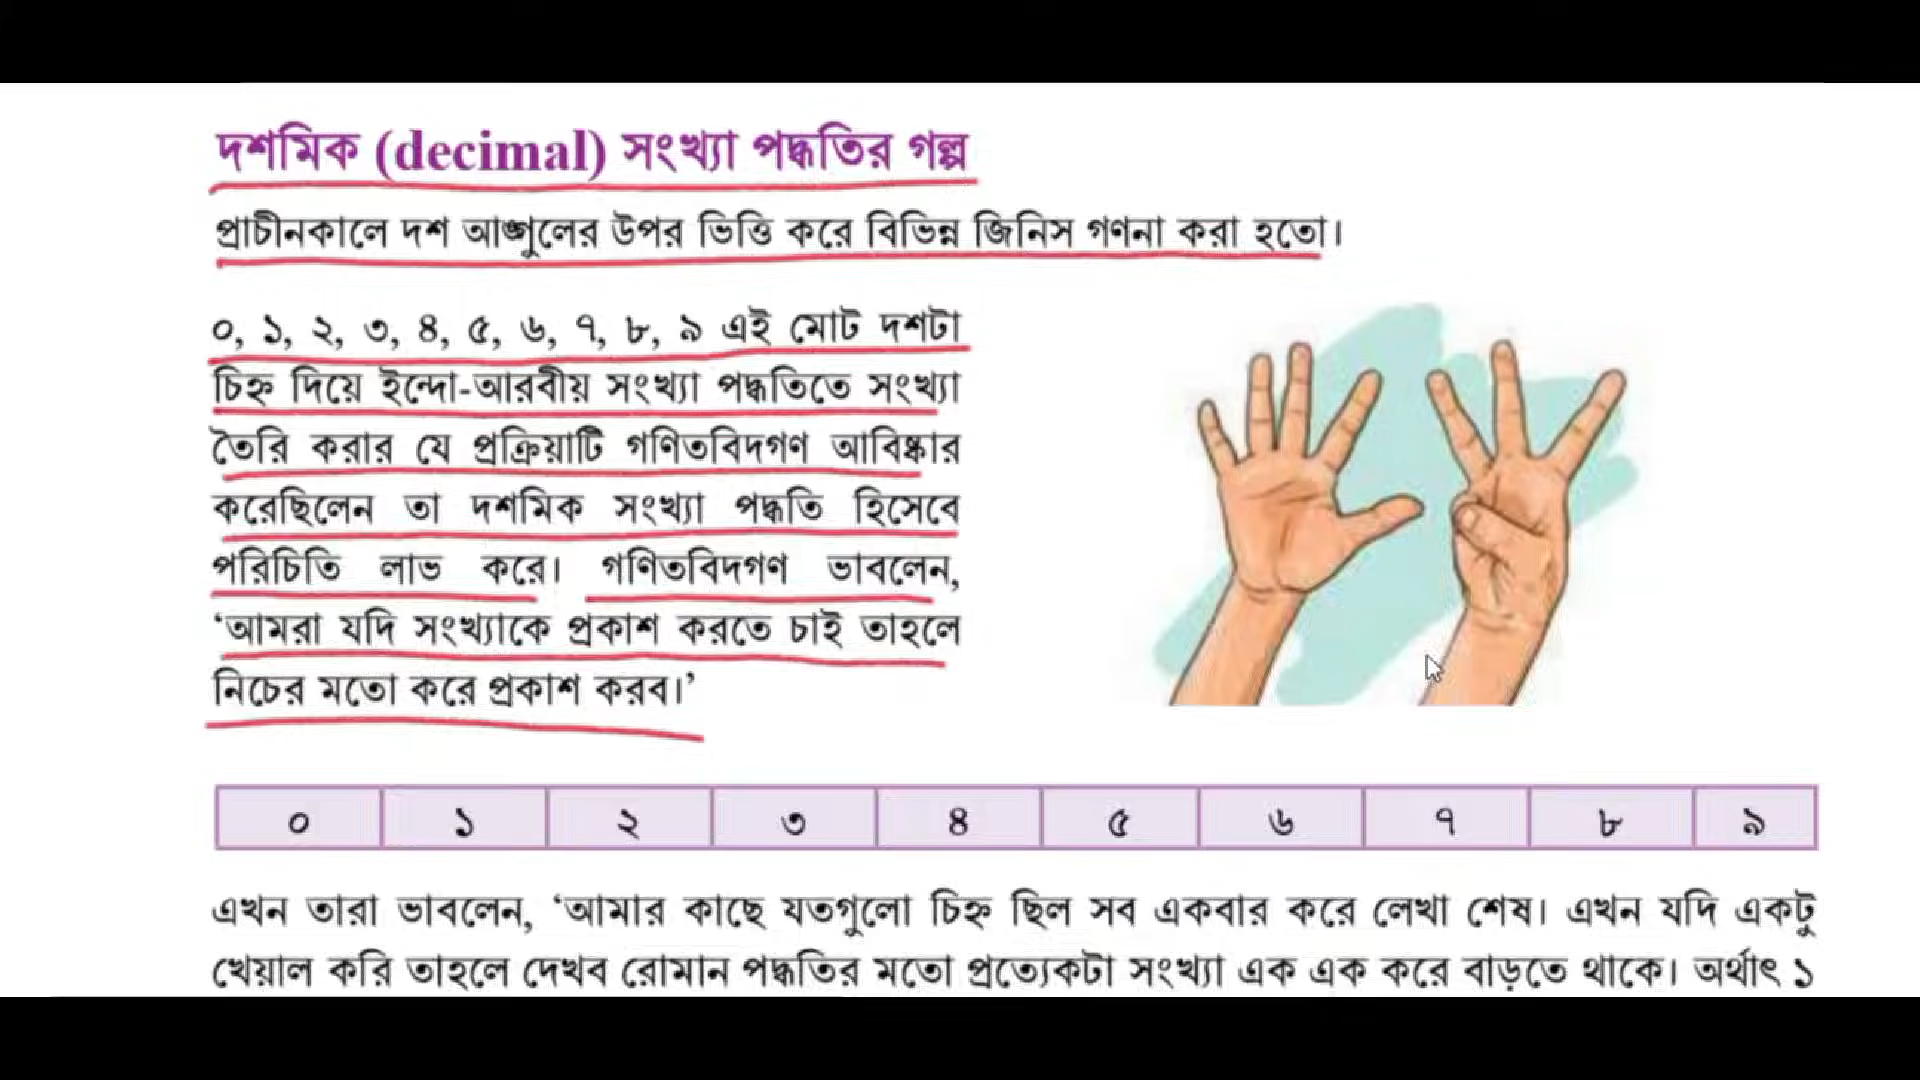 দশমিক (decimal) সংখ্যা পদ্ধতির গল্প
প্রাচীনকালে দশ আঙ্গুলের উপর ভিত্তি করে বিভিন্ন জিনিস গণনা করা হতো।
০, ১, ২, ৩, ৪, ৫, ৬, ৭, ৮, ৯ এই মোট দশটা
চিহ্ন দিয়ে ইন্দো-আরবীয় সংখ্যা পদ্ধতিতে সংখ্যা
তৈরি করার যে প্রক্রিয়াটি গণিতবিদগণ আবিষ্কার
করেছিলেন তা দশমিক সংখ্যা পদ্ধতি হিসেবে
পরিচিতি লাভ করে। গণিতবিদগণ ভাবলেন,
‘আমরা যদি সংখ্যাকে প্রকাশ করতে চাই তাহলে
নিচের মতো করে প্রকাশ করব।’
০ ১ ২ ৩ ৪ ৫ ৬ ৭ ৮ ৯
এখন তারা ভাবলেন, ‘আমার কাছে যতগুলো চিহ্ন ছিল সব একবার করে লেখা শেষ। এখন যদি একটু
খেয়াল করি তাহলে দেখব রোমান পদ্ধতির মতো প্রত্যেকটা সংখ্যা এক এক করে বাড়তে থাকে। অর্থাৎ ১